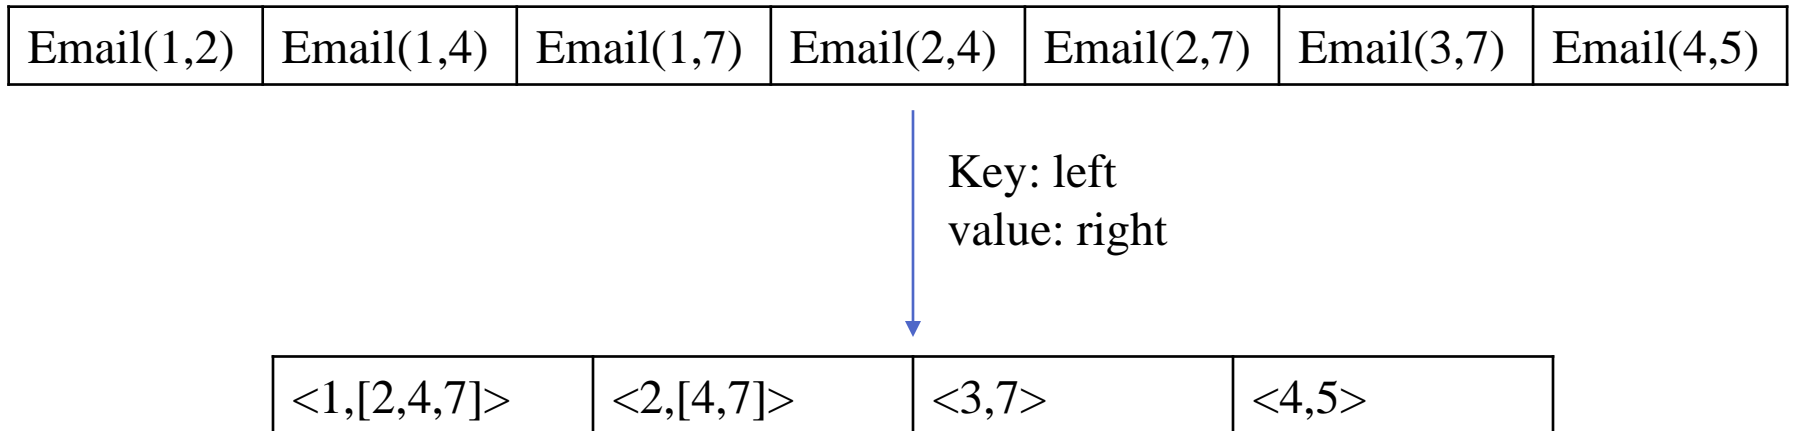 Email(1,2) Email(1,4) Email(1,7) Email(2,4) Email(2,7) Email(3,7) Email(4,5)
Key: left
value: right
<1,[2,4,7]> <2,[4,7]> <3,7> <4,5>